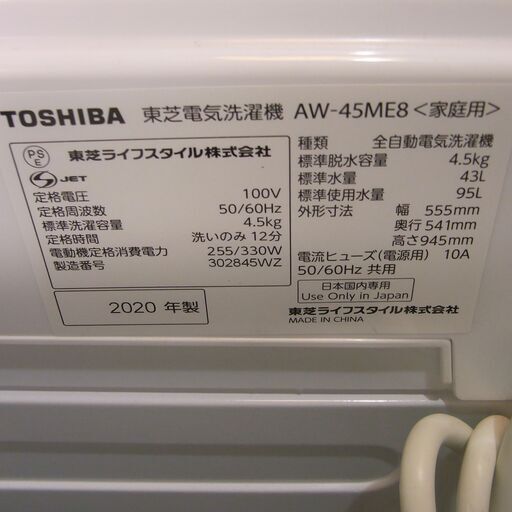 TOSHIBA 東芝電気洗濯機 AW-45ME8<家庭用>
PS
E
東芝ライフスタイル株式会社
S JET
定格電圧 100V
定格周波数 50/60Hz
標準洗濯容量 4.5kg
定格時間 洗いのみ 12分
電動機定格消費電力 255/330W
製造番号 302845WZ
2020 年製
種類 全自動電気洗濯機
標準脱水容量 4.5kg
標準水量 43L
標準使用水量 95L
外形寸法 幅 555mm
奥行 541mm
高さ 945mm
電流ヒューズ(電源用) 10A
50/60Hz 共用
日本国内専用
Use Only in Japan
東芝ライフスタイル株式会社
MADE IN CHINA